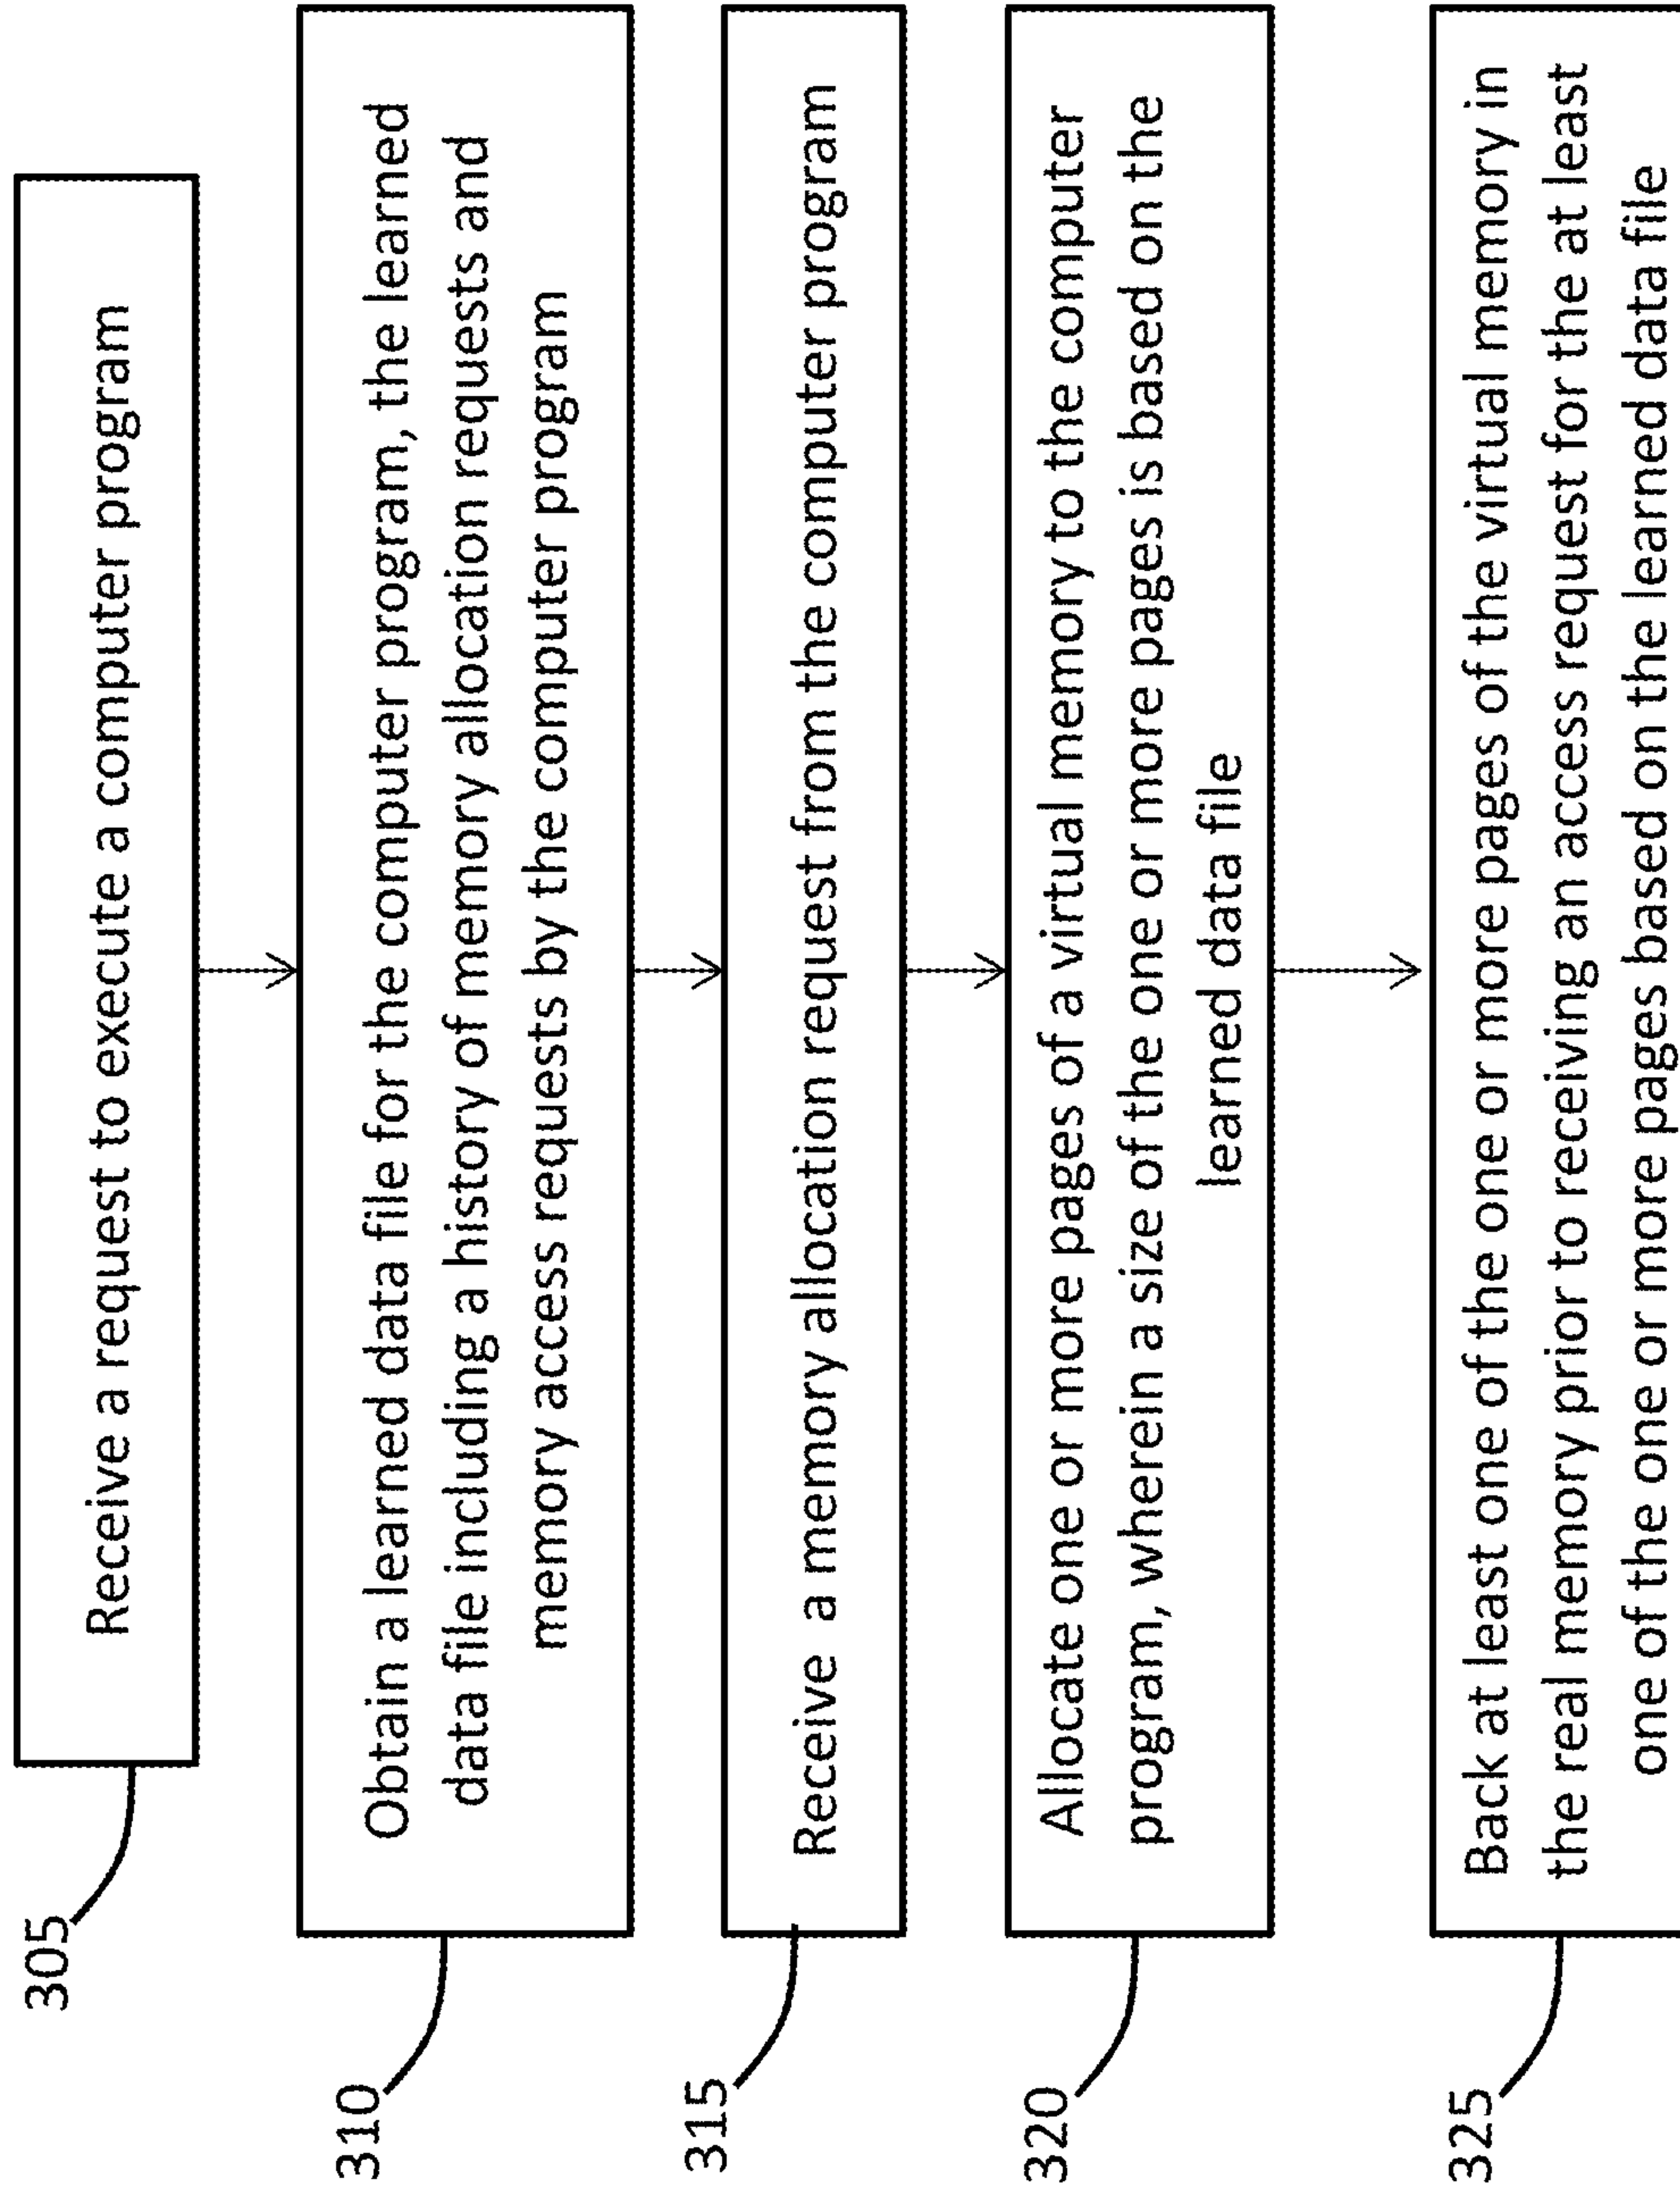 305
Receive a request to execute a computer program
310
Obtain a learned data file for the computer program, the learned
data file including a history of memory allocation requests and
memory access requests by the computer program
315
Receive a memory allocation request from the computer program
320
Allocate one or more pages of a virtual memory to the computer
program, wherein a size of the one or more pages is based on the
learned data file
325
Back at least one of the one or more pages of the virtual memory in
the real memory prior to receiving an access request for the at least
one of the one or more pages based on the learned data file